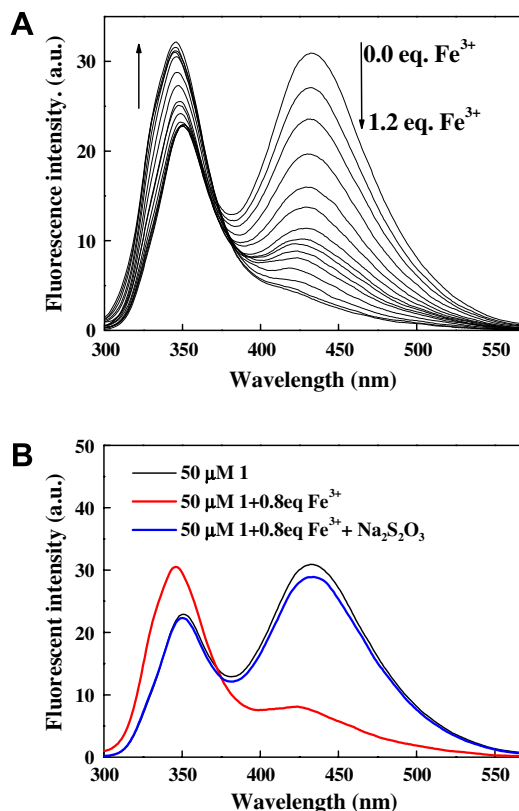 A
Fluorescence intensity. (a.u.)
30
20
10
0
0.0 eq. Fe³⁺
1.2 eq. Fe³⁺
300 350 400 450 500 550
Wavelength (nm)
B
Fluorescent intensity (a.u.)
50
40
30
20
10
0
50 μM 1
50 μM 1+0.8eq Fe³⁺
50 μM 1+0.8eq Fe³⁺+ Na₂S₂O₃
300 350 400 450 500 550
Wavelength (nm)